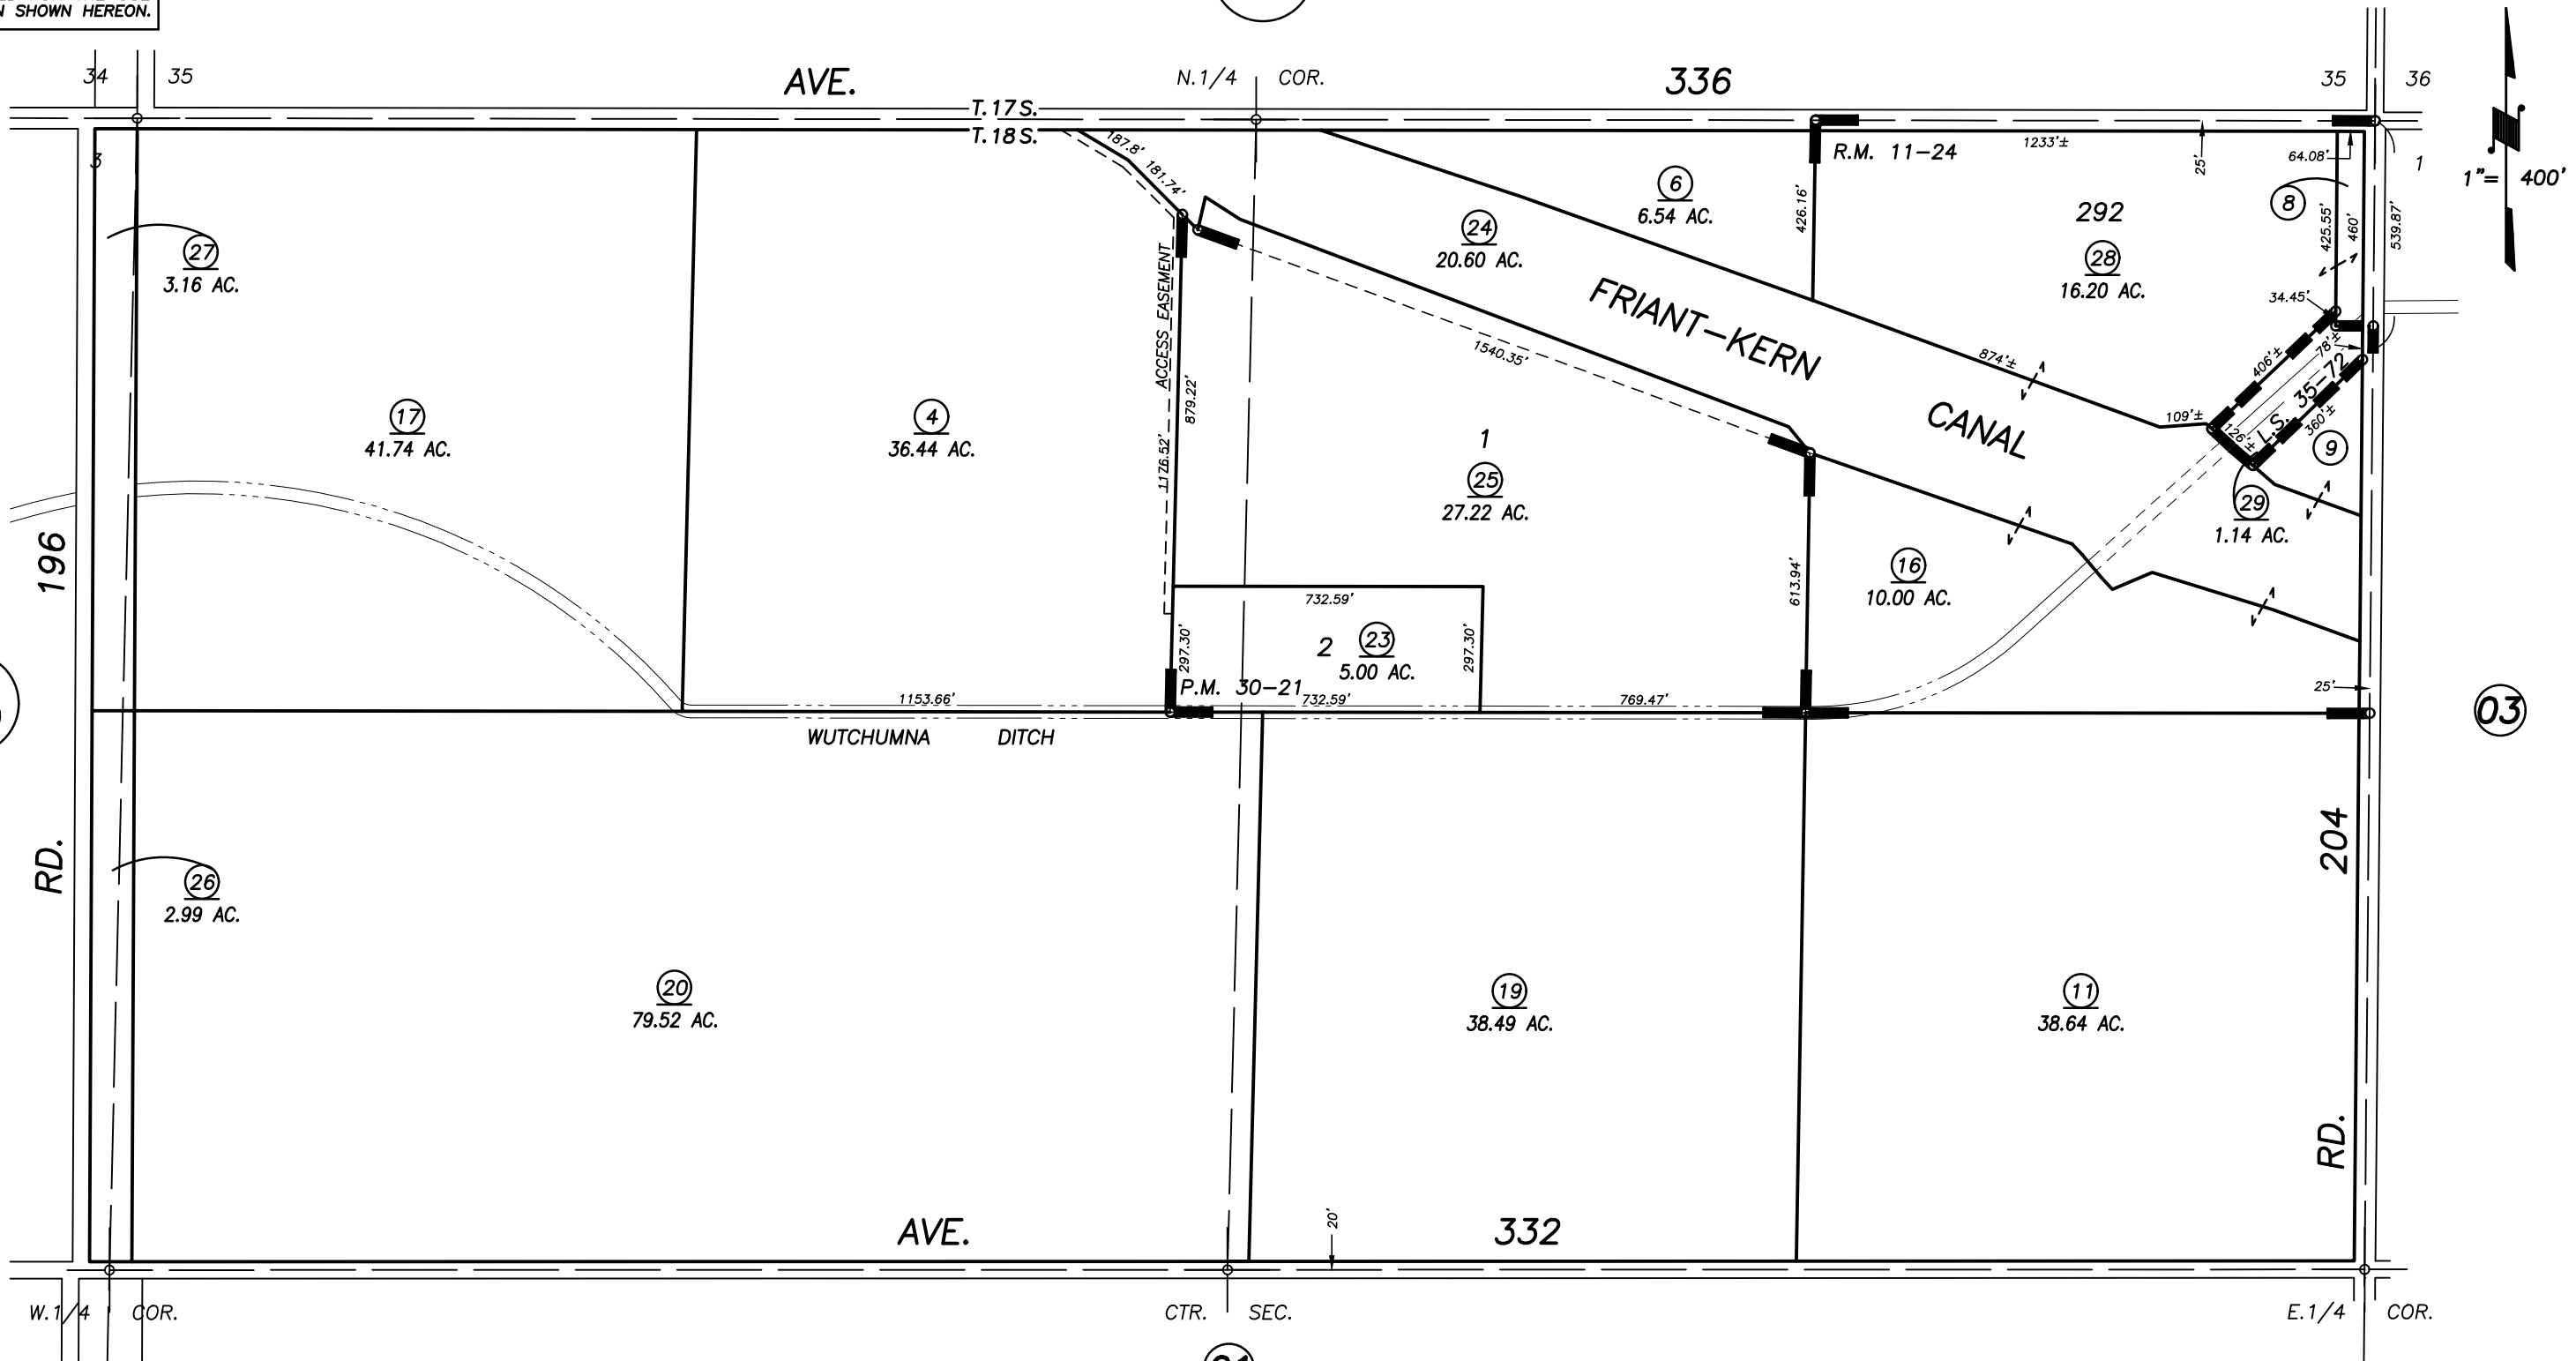 N SHOWN HEREON.
34 35
AVE. 336
N.1/4 COR.
35 36
T.17S.
T.18S.
3
1
1"= 400'
187.8'
181.74'
R.M. 11-24
1233'±
25'
64.08'
8
425.55'
460'
539.87'
6
6.54 AC.
426.16'
292
28
16.20 AC.
24
20.60 AC.
27
3.16 AC.
ACCESS EASEMENT
FRIANT-KERN
CANAL
34.45'
78'±
406'±
L.S. 35-72
360'±
126'±
109'±
874'±
1540.35'
879.22'
1176.52'
17
41.74 AC.
4
36.44 AC.
1
25
27.22 AC.
9
29
1.14 AC.
16
10.00 AC.
613.94'
196
RD.
732.59'
297.30'
2
23
5.00 AC.
297.30'
P.M. 30-21
1153.66'
732.59'
769.47'
25'
03
WUTCHUMNA DITCH
204
RD.
26
2.99 AC.
20
79.52 AC.
19
38.49 AC.
11
38.64 AC.
AVE. 332
20'
W.1/4 COR.
CTR. SEC.
E.1/4 COR.